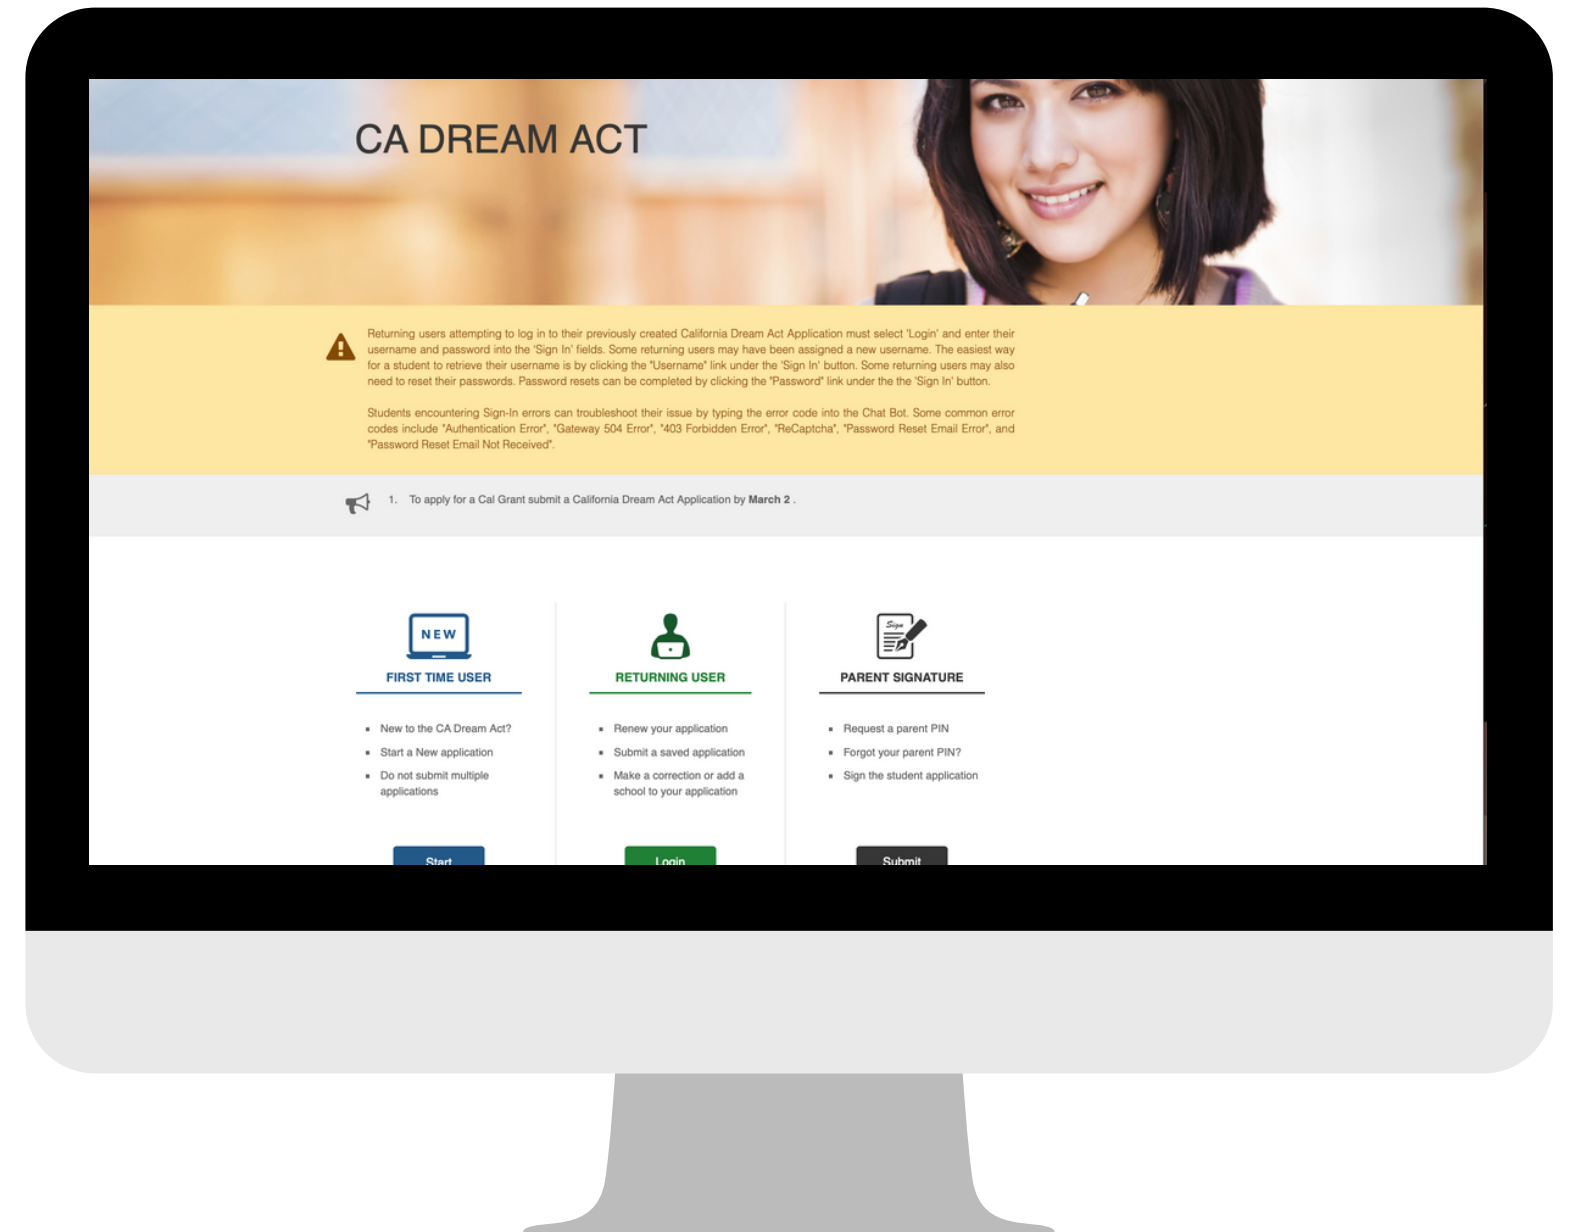 CA DREAM ACT
Returning users attempting to log in to their previously created California Dream Act Application must select 'Login' and enter their
username and password into the 'Sign In' fields. Some returning users may have been assigned a new username. The easiest way
for a student to retrieve their username is by clicking the "Username" link under the 'Sign In' button. Some returning users may also
need to reset their passwords. Password resets can be completed by clicking the "Password" link under the the 'Sign In' button.
Students encountering Sign-In errors can troubleshoot their issue by typing the error code into the Chat Bot. Some common error
codes include "Authentication Error", "Gateway 504 Error", "403 Forbidden Error", "ReCaptcha", "Password Reset Email Error", and
"Password Reset Email Not Received".
1. To apply for a Cal Grant submit a California Dream Act Application by March 2 .
NEW
FIRST TIME USER
New to the CA Dream Act?
Start a New application
Do not submit multiple
applications
Start
RETURNING USER
Renew your application
Submit a saved application
Make a correction or add a
school to your application
Login
Sign
PARENT SIGNATURE
Request a parent PIN
Forgot your parent PIN?
Sign the student application
Submit